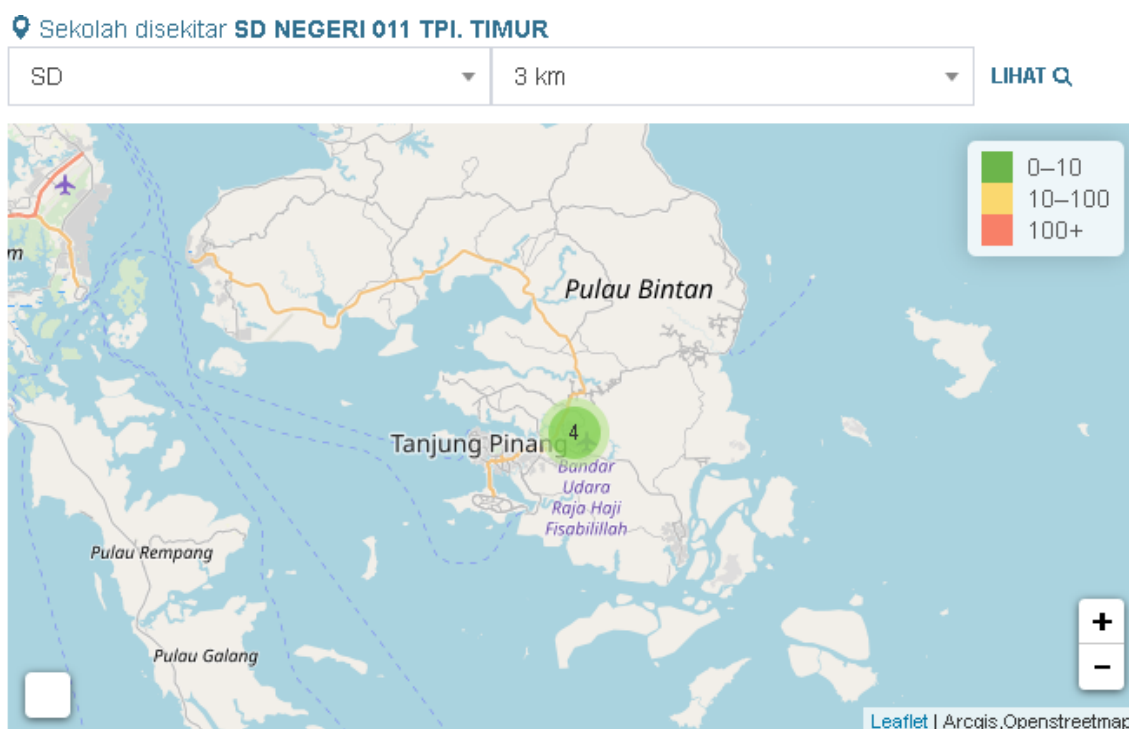 Sekolah disekitar SD NEGERI 011 TPI. TIMUR
SD
3 km
LIHAT
0–10
10–100
100+
m
Pulau Bintan
4
Tanjung Pinang
Bandar
Udara
Raja Haji
Fisabilillah
Pulau Rempang
Pulau Galang
+
−
Leaflet | Arcgis,Openstreetmap